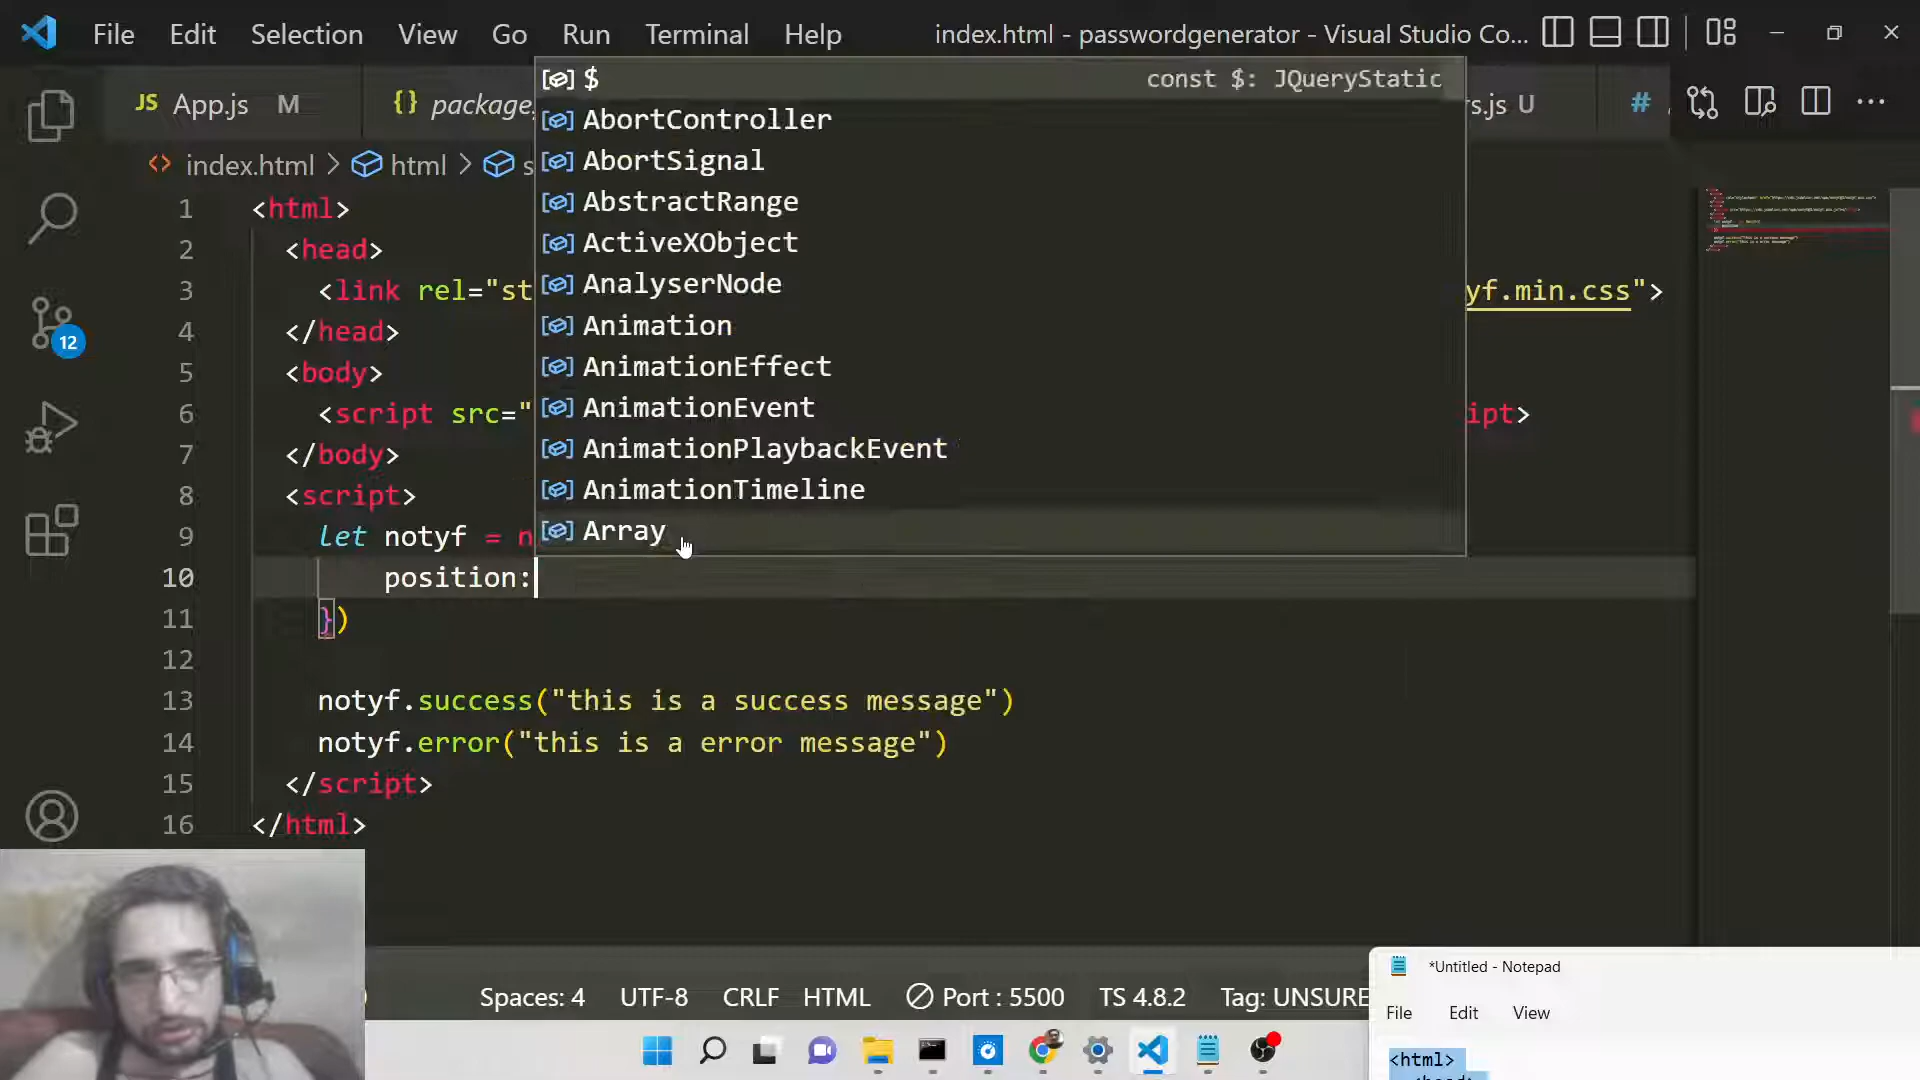 File Edit Selection View Go Run Terminal Help index.html - passwordgenerator - Visual Studio Co...
JS App.js M {} package. rs.js U #
<> index.html > html > s
$ const $: JQueryStatic
AbortController
AbortSignal
AbstractRange
ActiveXObject
AnalyserNode
Animation
AnimationEffect
AnimationEvent
AnimationPlaybackEvent
AnimationTimeline
Array
1 <html>
2 <head>
3 <link rel="st yf.min.css">
4 </head>
5 <body>
6 <script src=" ipt>
7 </body>
8 <script>
9 let notyf = n
10 position:
11 })
12
13 notyf.success("this is a success message")
14 notyf.error("this is a error message")
15 </script>
16 </html>
12
Spaces: 4 UTF-8 CRLF HTML Port : 5500 TS 4.8.2 Tag: UNSURE
*Untitled - Notepad
File Edit View
<html>